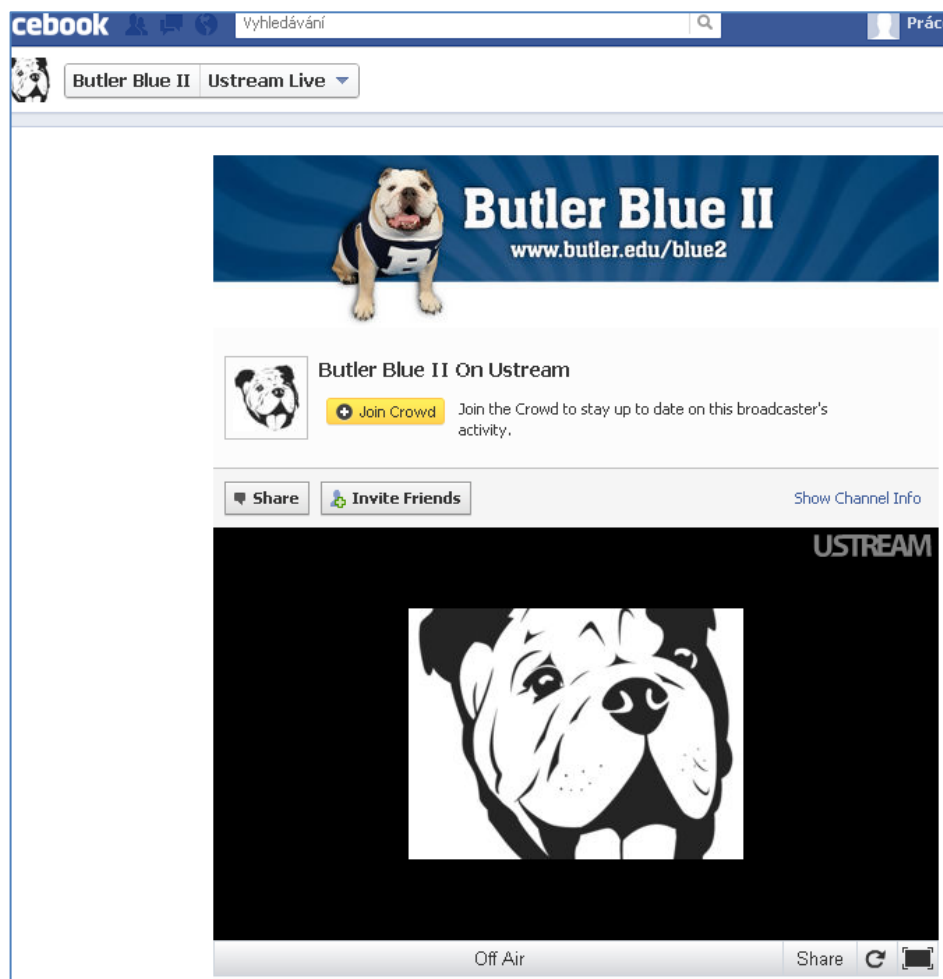 cebook
Vyhledávání
Prác
Butler Blue II
Ustream Live
Butler Blue II
www.butler.edu/blue2
B
Butler Blue II On Ustream
Join Crowd
Join the Crowd to stay up to date on this broadcaster's
activity.
Share
Invite Friends
Show Channel Info
USTREAM
Off Air
Share